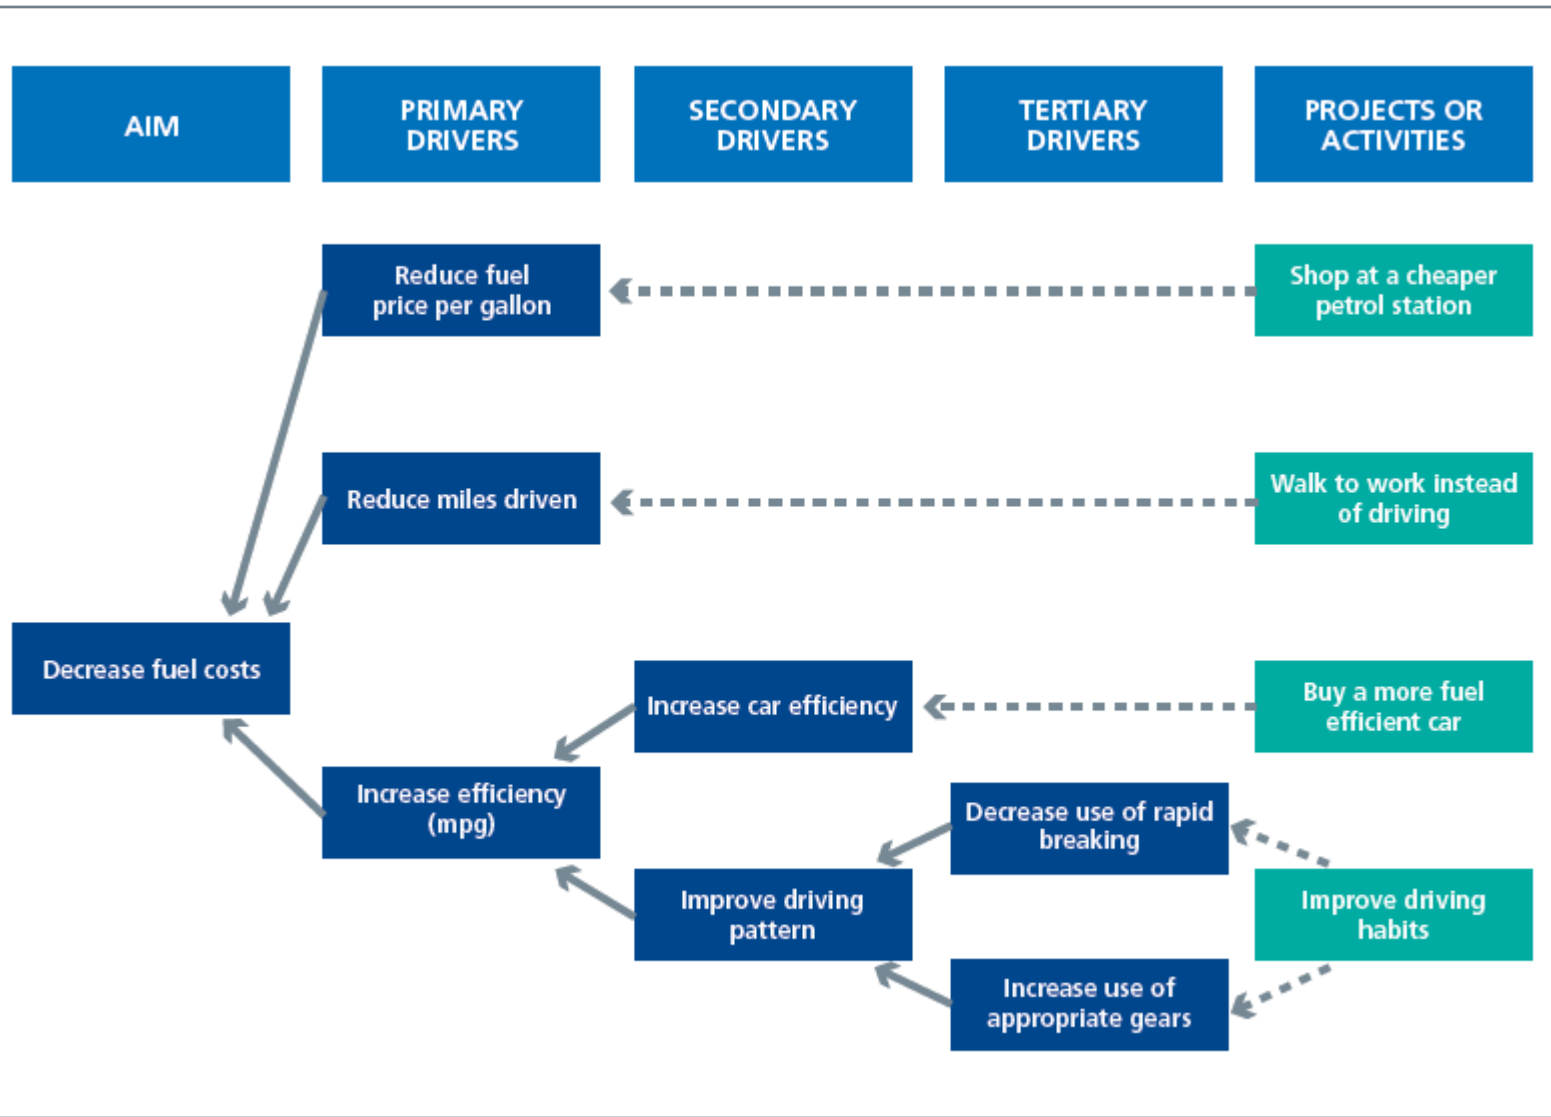 AIM
PRIMARY
DRIVERS
SECONDARY
DRIVERS
TERTIARY
DRIVERS
PROJECTS OR
ACTIVITIES
Reduce fuel
price per gallon
Shop at a cheaper
petrol station
Reduce miles driven
Walk to work instead
of driving
Decrease fuel costs
Increase car efficiency
Buy a more fuel
efficient car
Increase efficiency
(mpg)
Decrease use of rapid
breaking
Improve driving
pattern
Improve driving
habits
Increase use of
appropriate gears